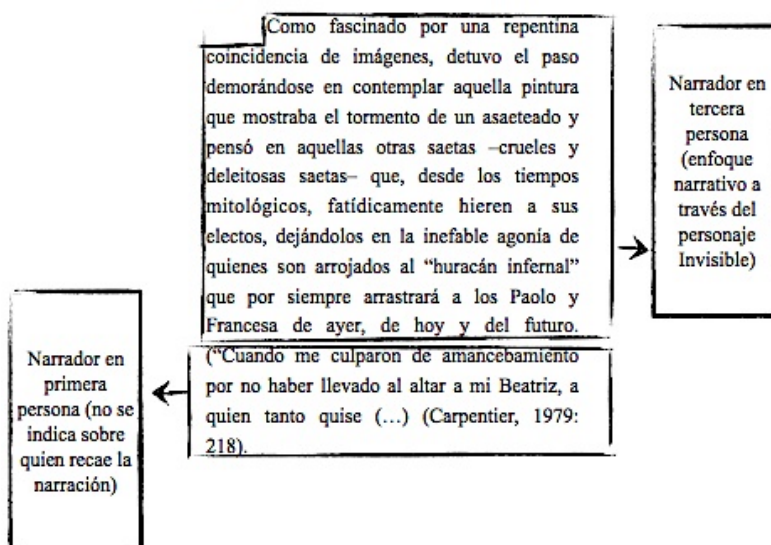 Como fascinado por una repentina
coincidencia de imágenes, detuvo el paso
demorándose en contemplar aquella pintura
que mostraba el tormento de un asaeteado y
pensó en aquellas otras saetas –crueles y
deleitosas saetas– que, desde los tiempos
mitológicos, fatídicamente hieren a sus
electos, dejándolos en la inefable agonía de
quienes son arrojados al “huracán infernal”
que por siempre arrastrará a los Paolo y
Francesa de ayer, de hoy y del futuro.
(“Cuando me culparon de amancebamiento
por no haber llevado al altar a mi Beatriz, a
quien tanto quise (…) (Carpentier, 1979:
218).
Narrador en
tercera
persona
(enfoque
narrativo a
través del
personaje
Invisible)
Narrador en
primera
persona (no se
indica sobre
quien recae la
narración)